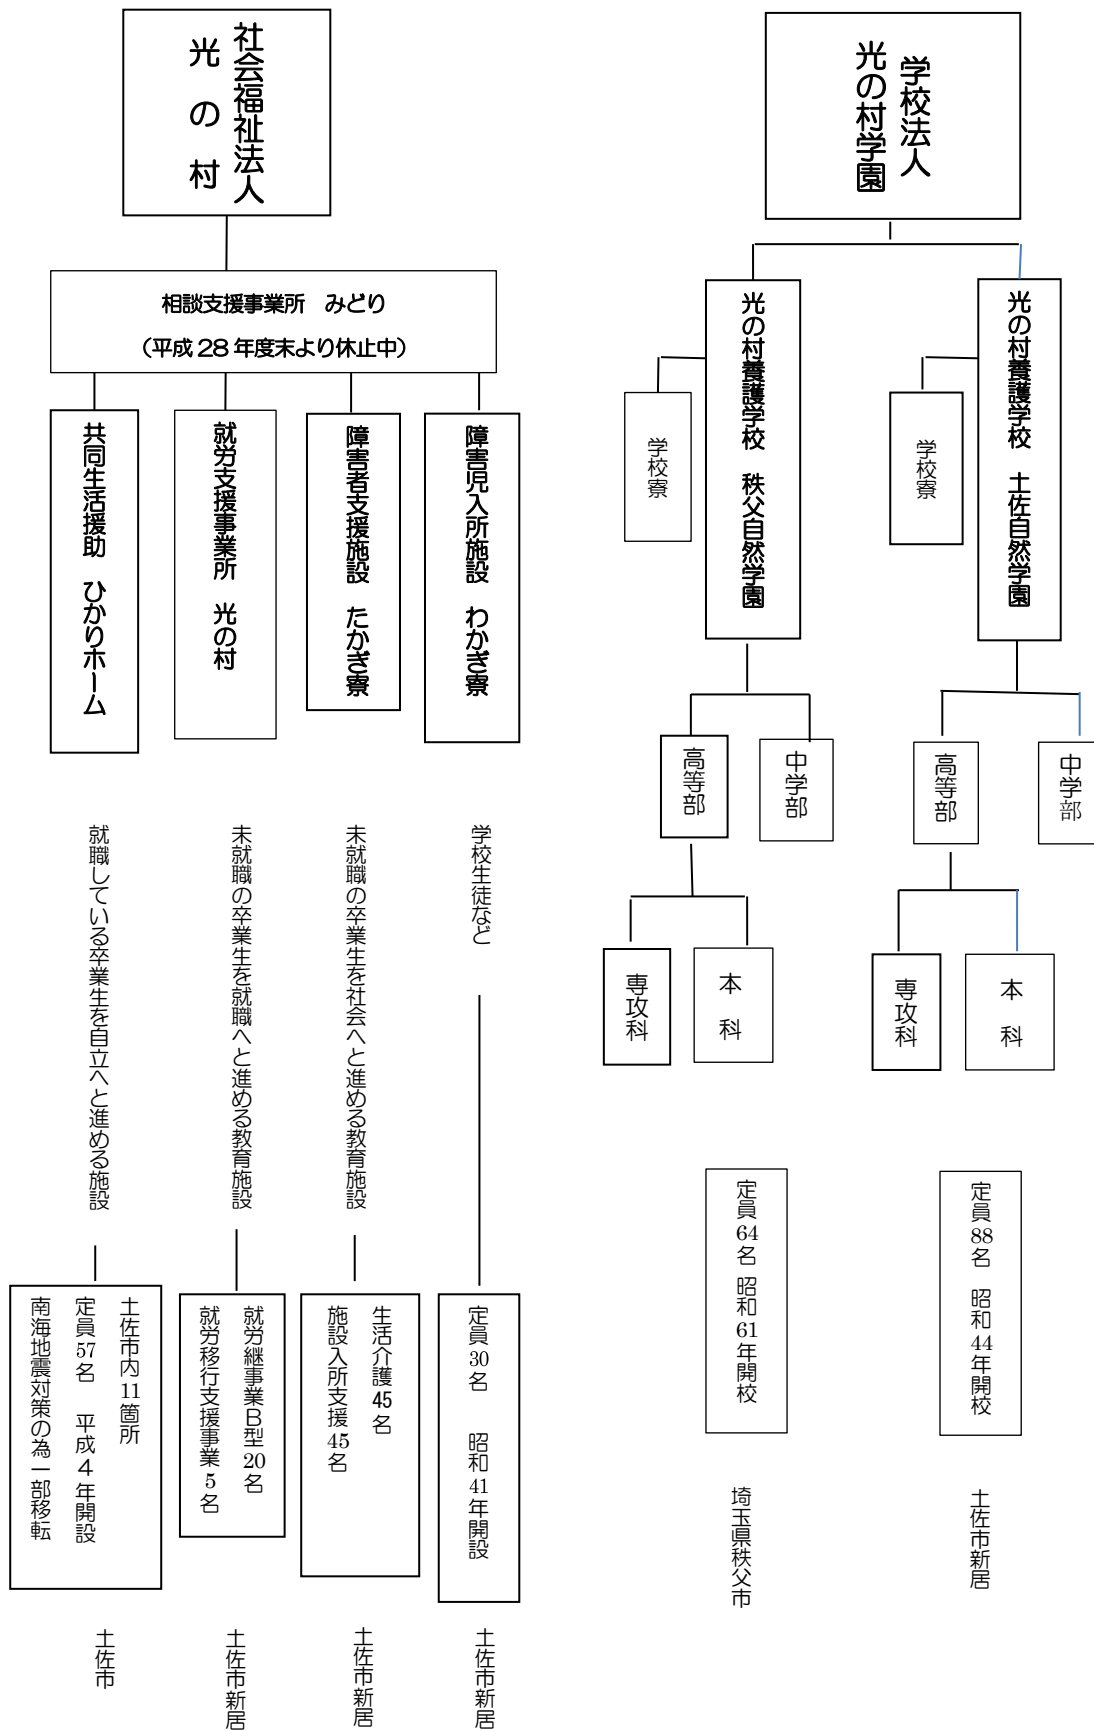 学校法人
光の村学園
光の村養護学校　土佐自然学園
学校寮
中学部
高等部
本　科
専攻科
定員88名　昭和44年開校
土佐市新居
光の村養護学校　秩父自然学園
学校寮
中学部
高等部
本　科
専攻科
定員64名 昭和61年開校
埼玉県秩父市
社会福祉法人
光　の　村
相談支援事業所　みどり
（平成28年度末より休止中）
障害児入所施設　わかぎ寮
学校生徒など
定員30名　昭和41年開設
土佐市新居
障害者支援施設　たかぎ寮
未就職の卒業生を社会へと進める教育施設
生活介護45名
施設入所支援45名
土佐市新居
就労支援事業所　光の村
未就職の卒業生を就職へと進める教育施設
就労継事業Ｂ型20名
就労移行支援事業5名
土佐市新居
共同生活援助　ひかりホーム
就職している卒業生を自立へと進める施設
土佐市内11箇所
定員57名　平成４年開設
南海地震対策の為一部移転
土佐市